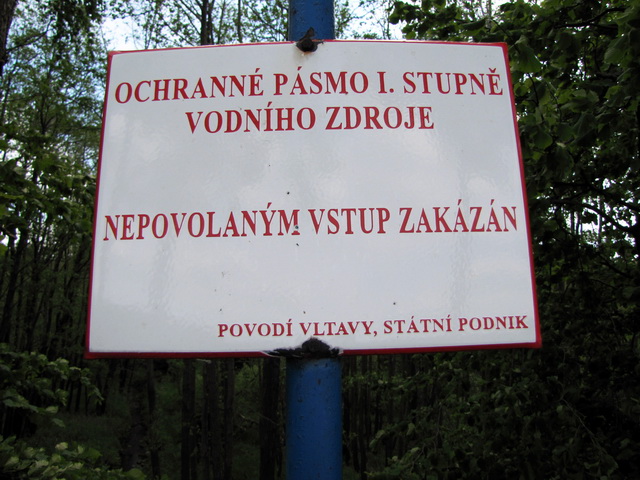 OCHRANNÉ PÁSMO I. STUPNĚ
VODNÍHO ZDROJE
NEPOVOLANÝM VSTUP ZAKÁZÁN
POVODÍ VLTAVY, STÁTNÍ PODNIK